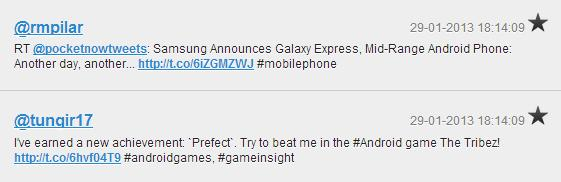 @rmpilar 29-01-2013 18:14:09
RT @pocketnowtweets: Samsung Announces Galaxy Express, Mid-Range Android Phone:
Another day, another... http://t.co/6iZGMZWJ #mobilephone
@tunqir17 29-01-2013 18:14:09
I've earned a new achievement: `Prefect`. Try to beat me in the #Android game The Tribez!
http://t.co/6hvf04T9 #androidgames, #gameinsight